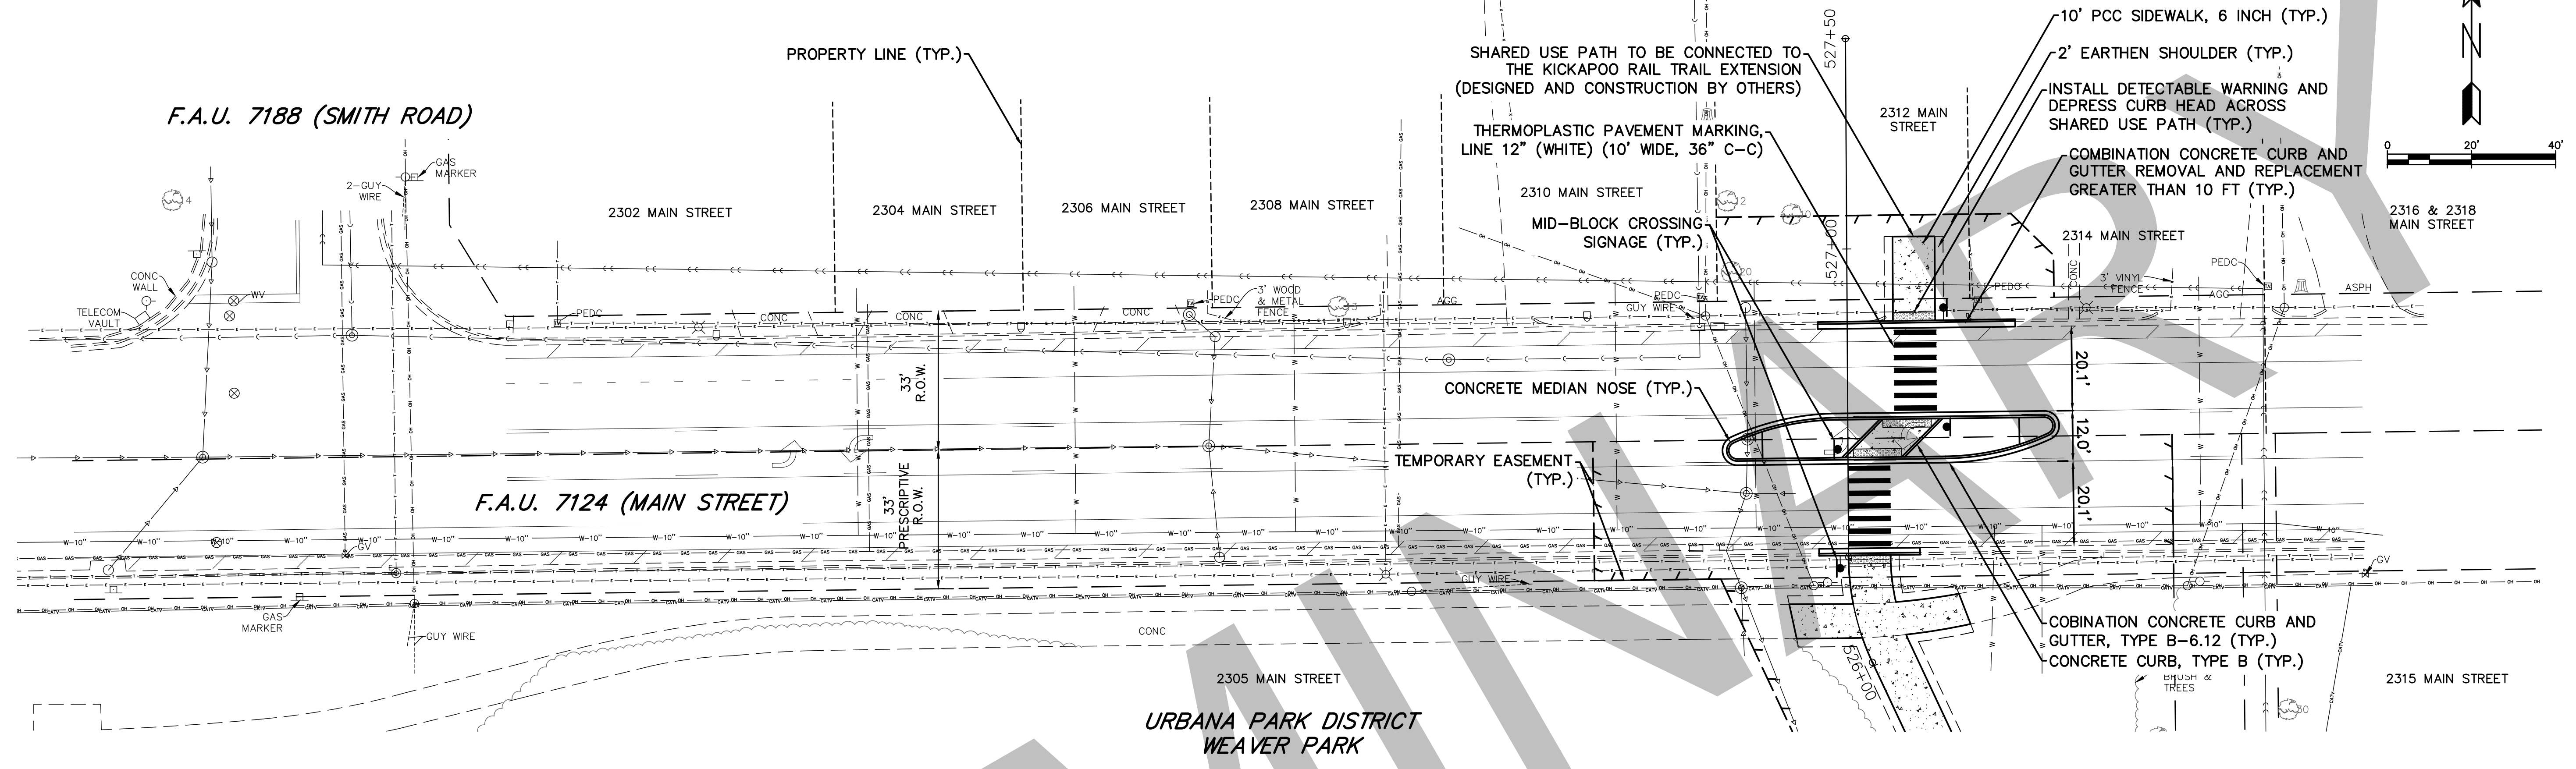 F.A.U. 7188 (SMITH ROAD)
PROPERTY LINE (TYP.)
SHARED USE PATH TO BE CONNECTED TO
THE KICKAPOO RAIL TRAIL EXTENSION
(DESIGNED AND CONSTRUCTION BY OTHERS)
THERMOPLASTIC PAVEMENT MARKING,
LINE 12" (WHITE) (10' WIDE, 36" C-C)
MID-BLOCK CROSSING
SIGNAGE (TYP.)
527+50
527+00
526+00
10' PCC SIDEWALK, 6 INCH (TYP.)
2' EARTHEN SHOULDER (TYP.)
INSTALL DETECTABLE WARNING AND
DEPRESS CURB HEAD ACROSS
SHARED USE PATH (TYP.)
COMBINATION CONCRETE CURB AND
GUTTER REMOVAL AND REPLACEMENT
GREATER THAN 10 FT (TYP.)
N
0 20' 40'
2312 MAIN
STREET
2302 MAIN STREET
2304 MAIN STREET
2306 MAIN STREET
2308 MAIN STREET
2310 MAIN STREET
2314 MAIN STREET
2316 & 2318
MAIN STREET
GAS
MARKER
2-GUY
WIRE
CONC
WALL
TELECOM
VAULT
WV
PEDC
CONC
CONC
CONC
PEDC
3' WOOD
& METAL
FENCE
AGG
PEDC
GUY WIRE
PEDC
CONC
3' VINYL
FENCE
PEDC
AGG
ASPH
33'
R.O.W.
33'
PRESCRIPTIVE
R.O.W.
CONCRETE MEDIAN NOSE (TYP.)
TEMPORARY EASEMENT
(TYP.)
20.1'
12.0'
20.1'
F.A.U. 7124 (MAIN STREET)
W-10"
GV
GAS
MARKER
GUY WIRE
GUY WIRE
GV
CONC
COBINATION CONCRETE CURB AND
GUTTER, TYPE B-6.12 (TYP.)
CONCRETE CURB, TYPE B (TYP.)
BRUSH &
TREES
2305 MAIN STREET
2315 MAIN STREET
URBANA PARK DISTRICT
WEAVER PARK